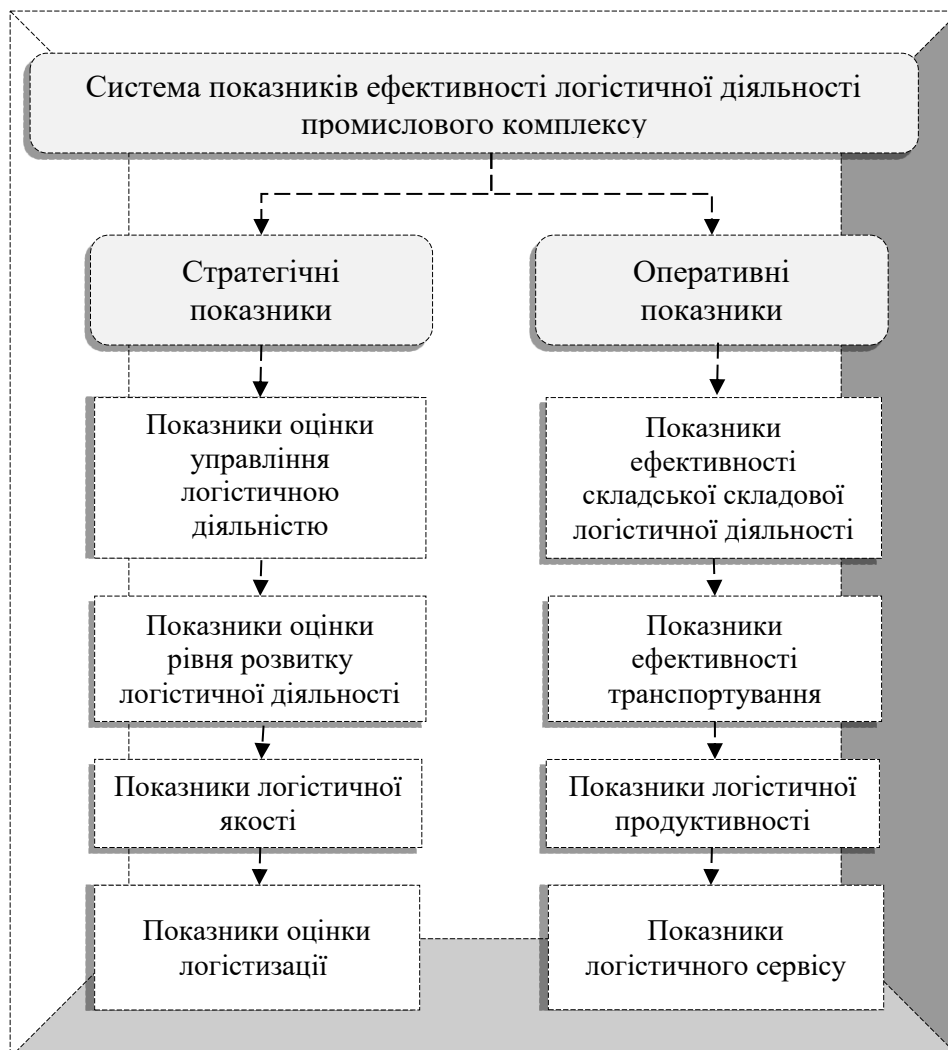 Система показників ефективності логістичної діяльності
промислового комплексу
Стратегічні
показники
Оперативні
показники
Показники оцінки
управління
логістичною
діяльністю
Показники
ефективності
складської складової
логістичної діяльності
Показники оцінки
рівня розвитку
логістичної діяльності
Показники
ефективності
транспортування
Показники логістичної
якості
Показники логістичної
продуктивності
Показники оцінки
логістизації
Показники
логістичного сервісу